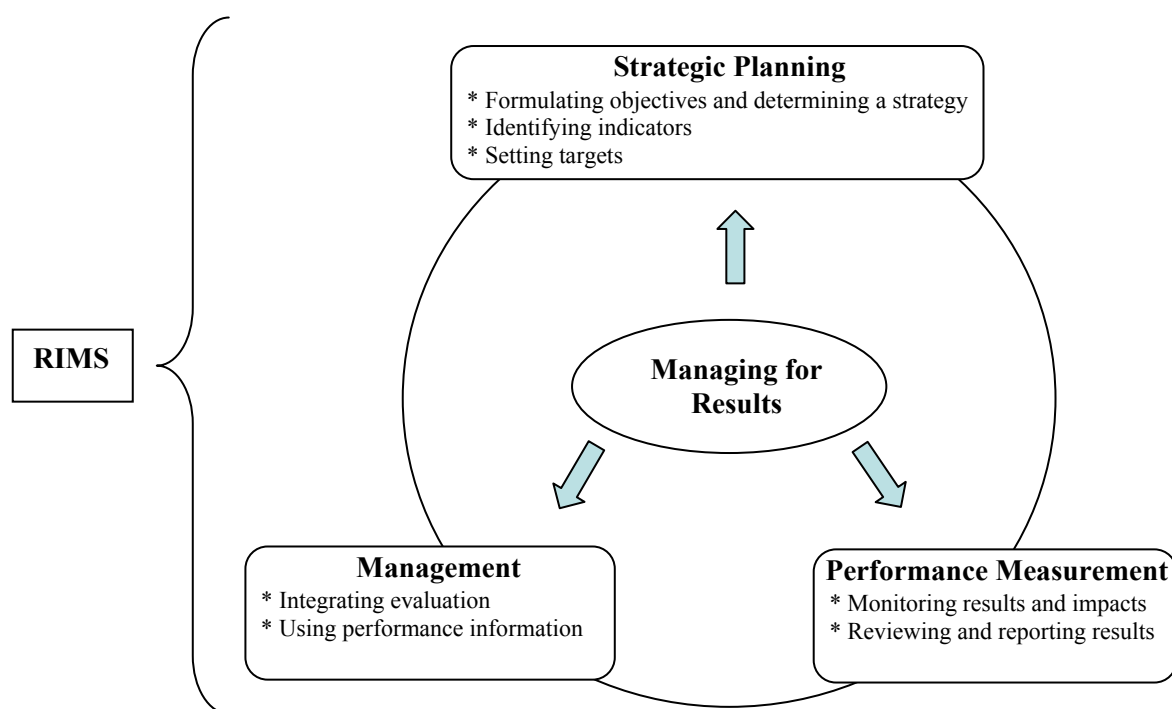 Strategic Planning
* Formulating objectives and determining a strategy
* Identifying indicators
* Setting targets
RIMS
Managing for
Results
Management
* Integrating evaluation
* Using performance information
Performance Measurement
* Monitoring results and impacts
* Reviewing and reporting results